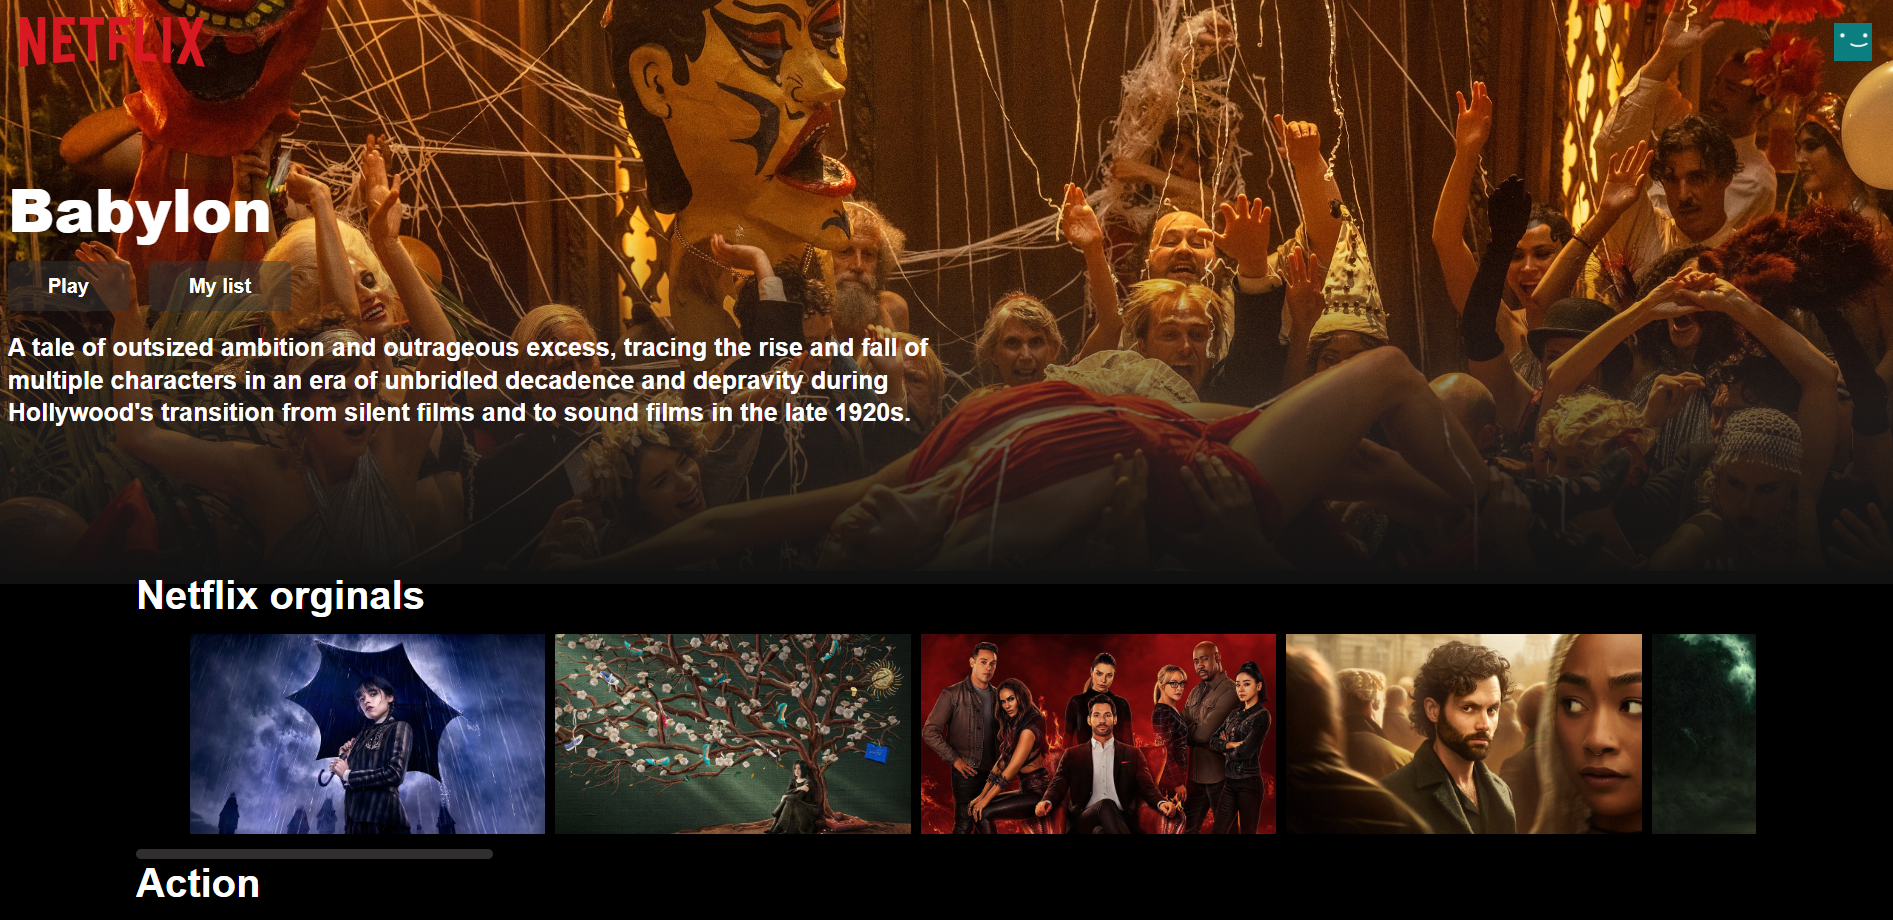 NETFLIX
Babylon
Play
My list
A tale of outsized ambition and outrageous excess, tracing the rise and fall of
multiple characters in an era of unbridled decadence and depravity during
Hollywood's transition from silent films and to sound films in the late 1920s.
Netflix orginals
Action